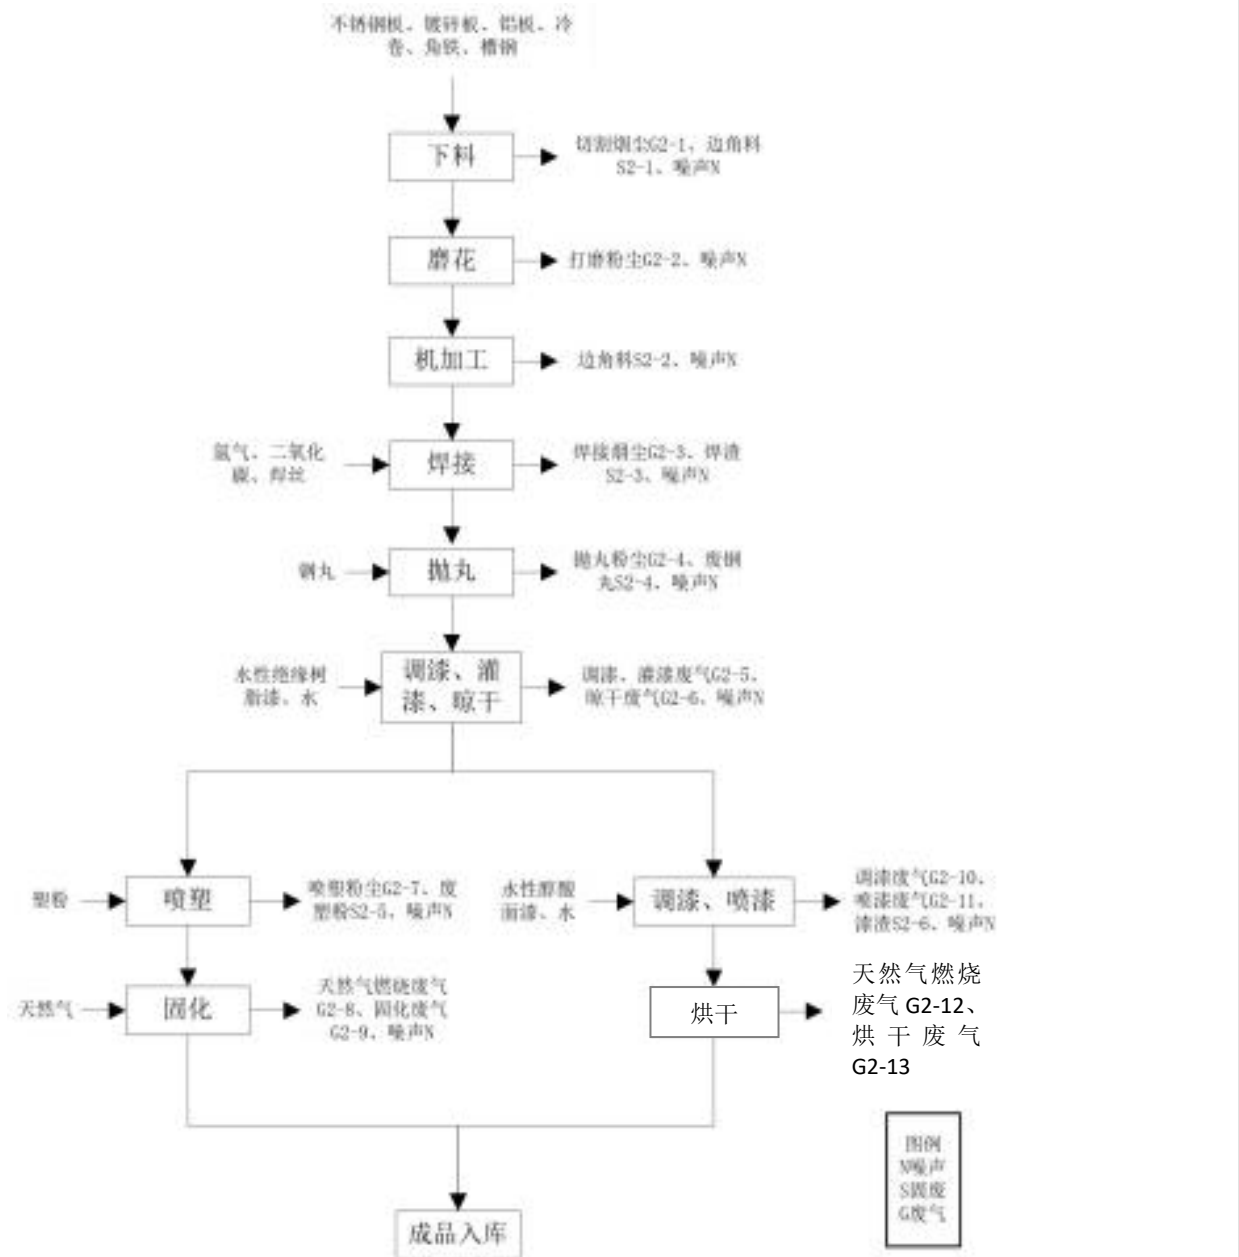 不锈钢板、镀锌板、铝板、冷
卷、角铁、槽钢
下料
切割烟尘G2-1、边角料
S2-1、噪声N
磨花
打磨粉尘G2-2、噪声N
机加工
边角料S2-2、噪声N
氩气、二氧化
碳、焊丝
焊接
焊接烟尘G2-3、焊渣
S2-3、噪声N
钢丸
抛丸
抛丸粉尘G2-4、废钢
丸S2-4、噪声N
水性绝缘树
脂漆、水
调漆、灌
漆、晾干
调漆、灌漆废气G2-5、
晾干废气G2-6、噪声N
塑粉
喷塑
喷塑粉尘G2-7、废
塑粉S2-5、噪声N
水性醇酸
面漆、水
调漆、喷漆
调漆废气G2-10、
喷漆废气G2-11、
漆渣S2-6、噪声N
天然气
固化
天然气燃烧废气
G2-8、固化废气
G2-9、噪声N
烘干
天然气燃烧
废气 G2-12、
烘干废气
G2-13
图例
N噪声
S固废
G废气
成品入库